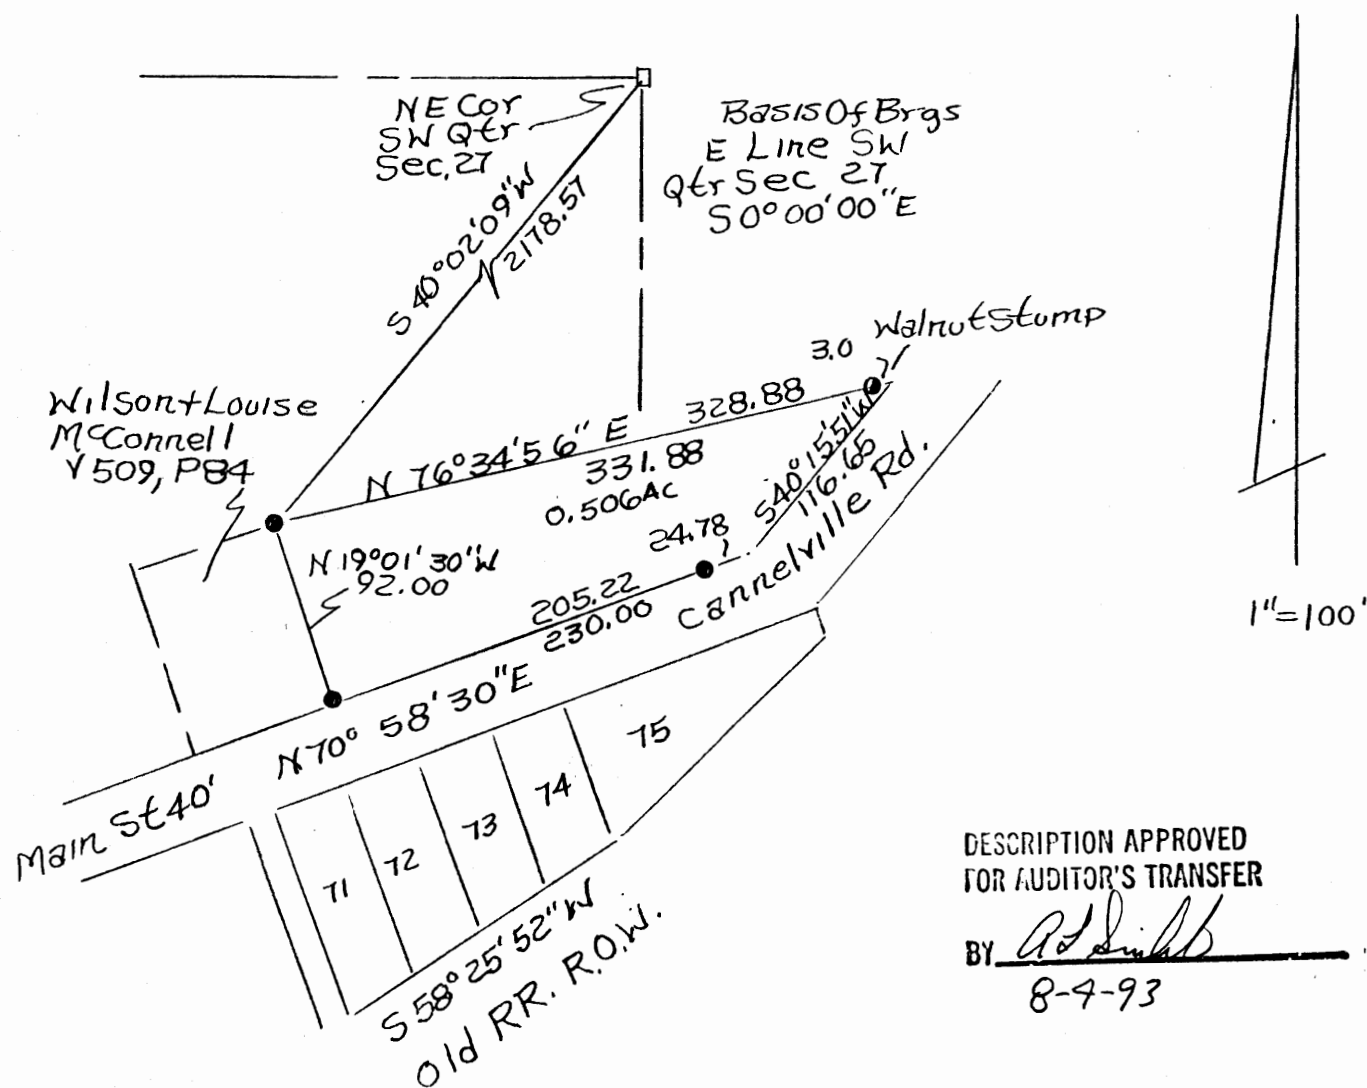 NE Cor
SW Qtr
Sec. 27
Basis Of Brgs
E Line SW
Qtr Sec 27
S 0° 00' 00" E
S 40° 02' 09" W
2178.57
Walnut Stump
3.0
Wilson + Louise
McConnell
V 509, P84
N 76° 34' 56" E
328.88
331.88
0.506 Ac
S 40° 15' 51" W
116.65
24.78
N 19° 01' 30" W
92.00
205.22
230.00
Cannelville Rd.
N 70° 58' 30" E
1" = 100'
Main St 40'
71
72
73
74
75
S 58° 25' 52" W
Old RR. R.O.W.
DESCRIPTION APPROVED
FOR AUDITOR'S TRANSFER
BY
8-4-93